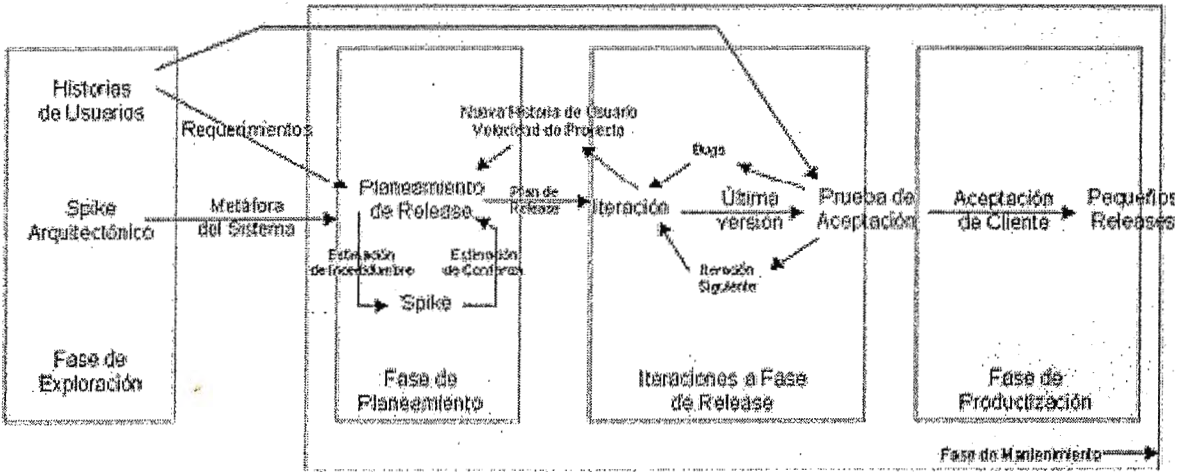 Historias
de Usuarios
Requerimientos
Spike
Arquitectónico
Metáfora
del Sistema
Fase de
Exploración
Nueva Historia de Usuario
Velocidad de Proyecto
Planeamiento
de Release
Estimación
de Incertidumbre
Estimación
de Confianza
Spike
Fase de
Planeamiento
Plan de
Release
Iteración
Bugs
Última
versión
Iteración
Siguiente
Prueba de
Aceptación
Iteraciones a Fase
de Release
Aceptación
de Cliente
Pequeños
Releases
Fase de
Productización
Fase de Mantenimiento